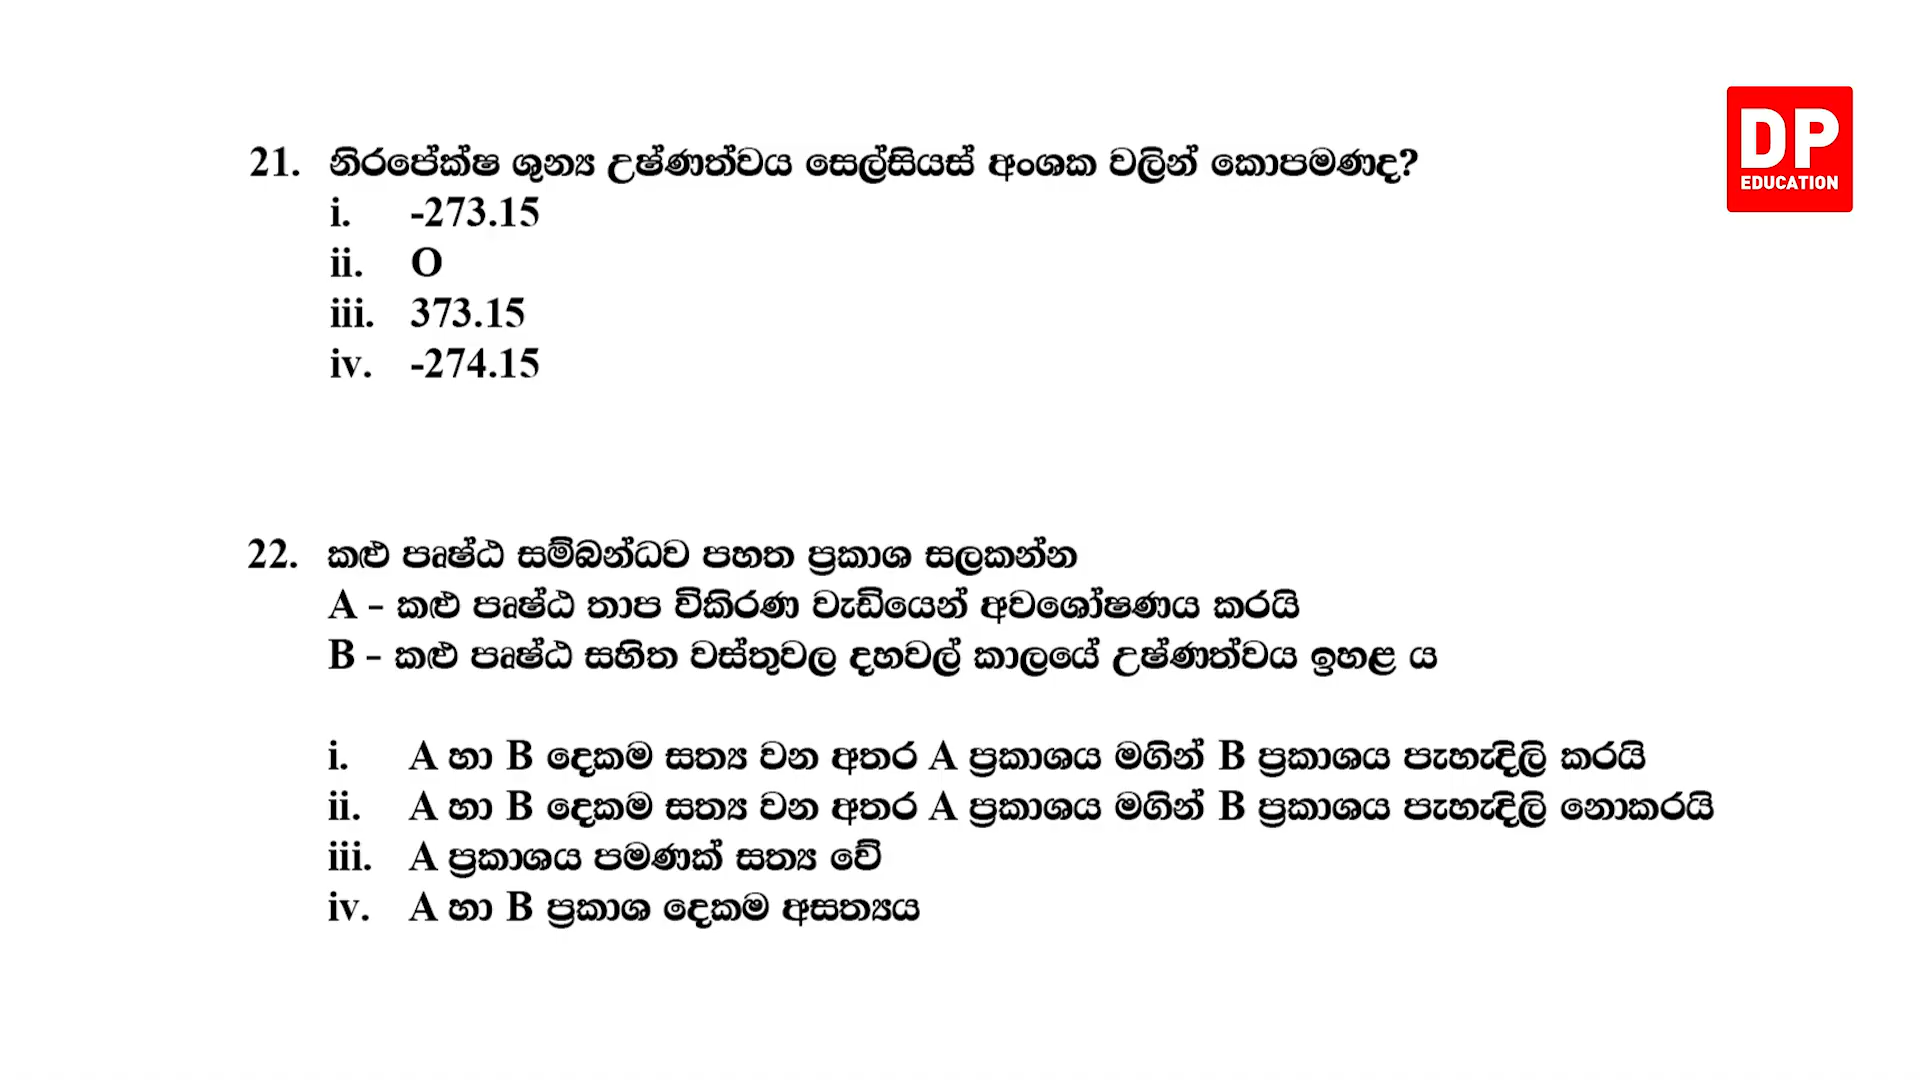 DP
EDUCATION
21. නිරපේක්ෂ ශුන්‍ය උෂ්ණත්වය සෙල්සියස් අංශක වලින් කොපමණද?
i. -273.15
ii. O
iii. 373.15
iv. -274.15
22. කළු පෘෂ්ඨ සම්බන්ධව පහත ප්‍රකාශ සලකන්න
A - කළු පෘෂ්ඨ තාප විකිරණ වැඩියෙන් අවශෝෂණය කරයි
B - කළු පෘෂ්ඨ සහිත වස්තුවල දහවල් කාලයේ උෂ්ණත්වය ඉහළ ය
i. A හා B දෙකම සත්‍ය වන අතර A ප්‍රකාශය මගින් B ප්‍රකාශය පැහැදිලි කරයි
ii. A හා B දෙකම සත්‍ය වන අතර A ප්‍රකාශය මගින් B ප්‍රකාශය පැහැදිලි නොකරයි
iii. A ප්‍රකාශය පමණක් සත්‍ය වේ
iv. A හා B ප්‍රකාශ දෙකම අසත්‍යය